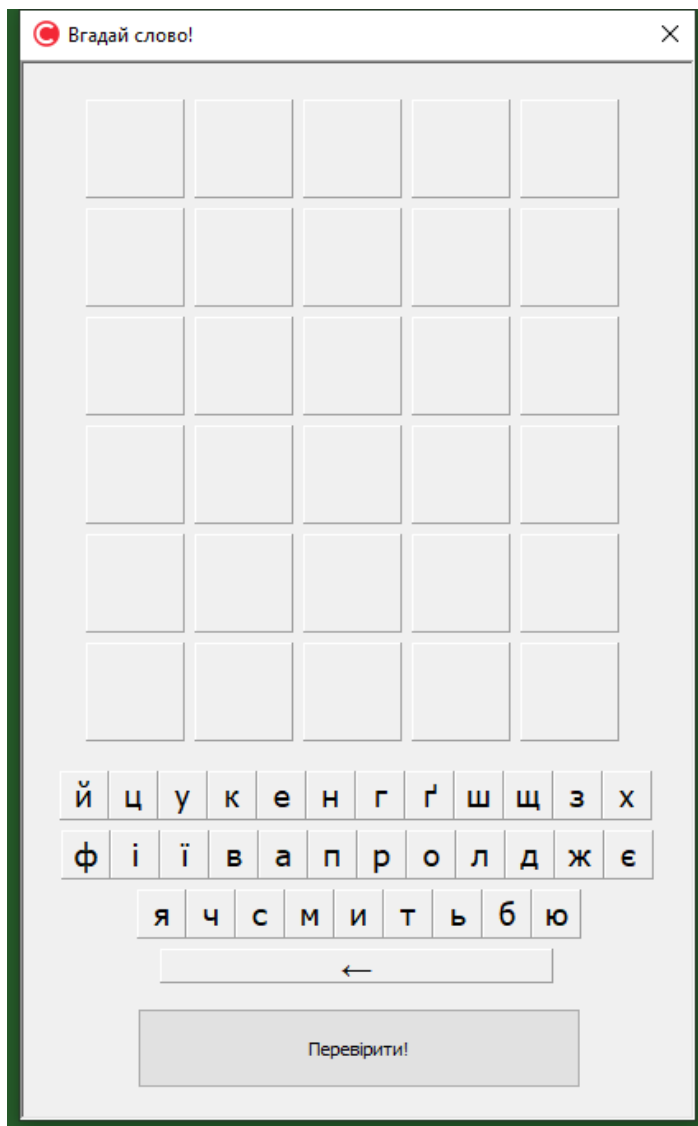 Вгадай слово!
й ц у к е н г ґ ш щ з х
ф і ї в а п р о л д ж є
я ч с м и т ь б ю
←
Перевірити!